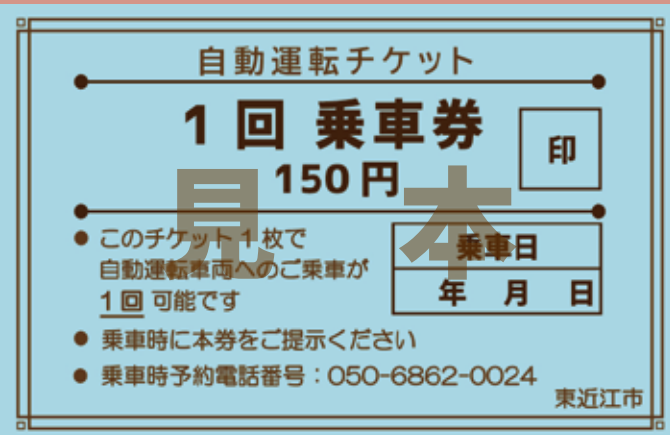 自動運転チケット
1回 乗車券
150円
印
見本
● このチケット1枚で
自動運転車両へのご乗車が
1回 可能です
乗車日
年 月 日
● 乗車時に本券をご提示ください
● 乗車時予約電話番号：050-6862-0024
東近江市